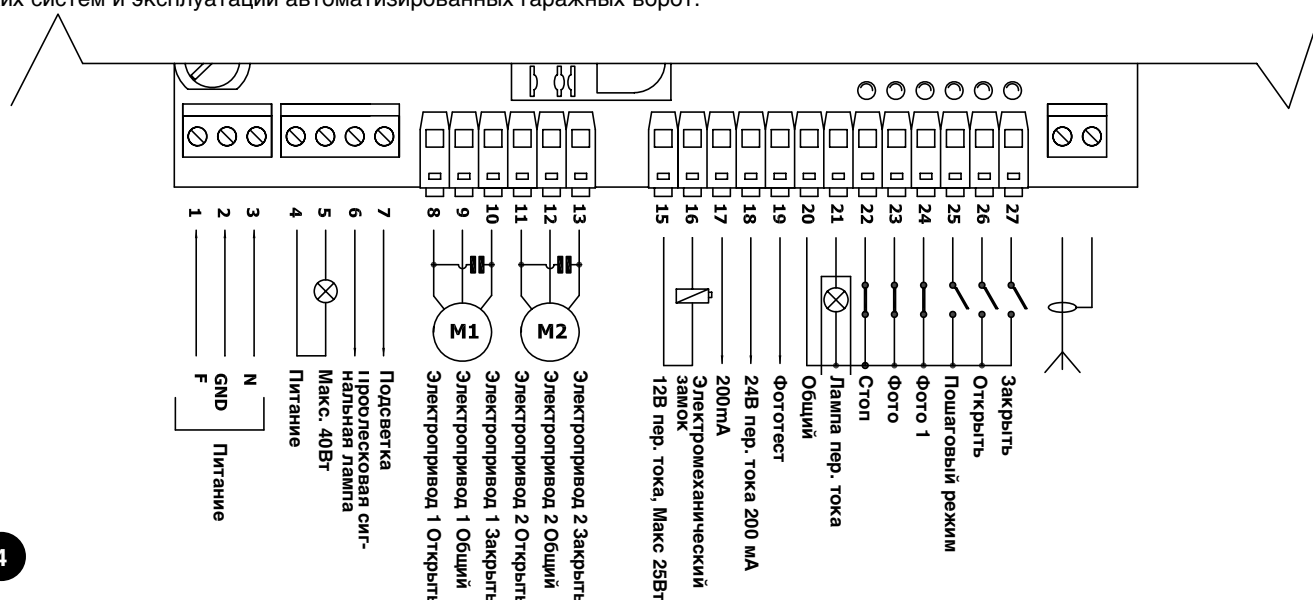 их систем и эксплуатации автоматизированных гаражных ворот.
1
2
3
4
5
6
7
8
9
10
11
12
13
15
16
17
18
19
20
21
22
23
24
25
26
27
M1
M2
F
GND
N
Питание
Питание
Макс. 40Вт
Проблесковая сиг-
нальная лампа
Подсветка
Электропривод 1 Открыть
Электропривод 1 Общий
Электропривод 1 Закрыть
Электропривод 2 Открыть
Электропривод 2 Общий
Электропривод 2 Закрыть
12В пер. тока, Макс 25Вт
Электромеханический
замок
200mA
24В пер. тока 200 мА
Фототест
Общий
Лампа пер. тока
Стоп
Фото
Фото 1
Пошаговый режим
Открыть
Закрыть
4